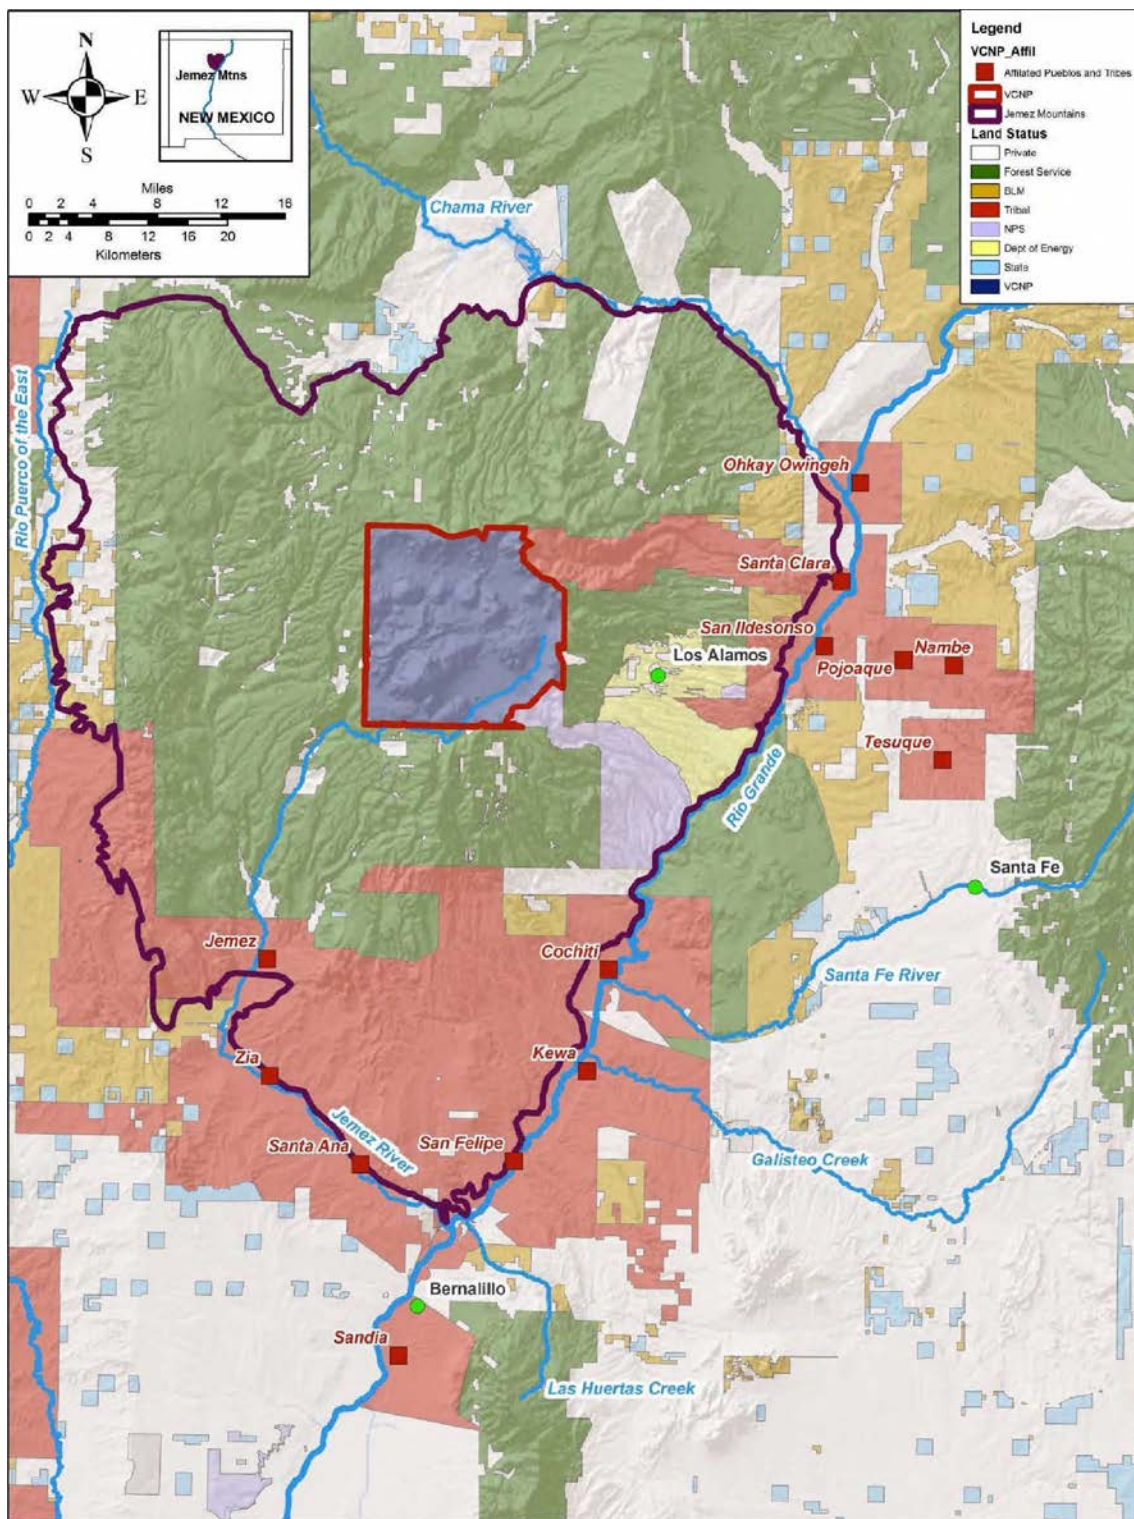 N
W E
S
Jemez Mtns
NEW MEXICO
Miles
0 2 4 8 12 16
0 2 4 8 12 16 20
Kilometers
Legend
VCNP_Affil
Affiliated Pueblos and Tribes
VCNP
Jemez Mountains
Land Status
Private
Forest Service
BLM
Tribal
NPS
Dept of Energy
State
VCNP
Chama River
Rio Puerco of the East
Ohkay Owingeh
Santa Clara
San Ildesonso
Los Alamos
Pojoaque
Nambe
Tesuque
Rio Grande
Santa Fe
Jemez
Cochiti
Santa Fe River
Kewa
Zia
Jemez River
Santa Ana
San Felipe
Galisteo Creek
Bernalillo
Sandia
Las Huertas Creek